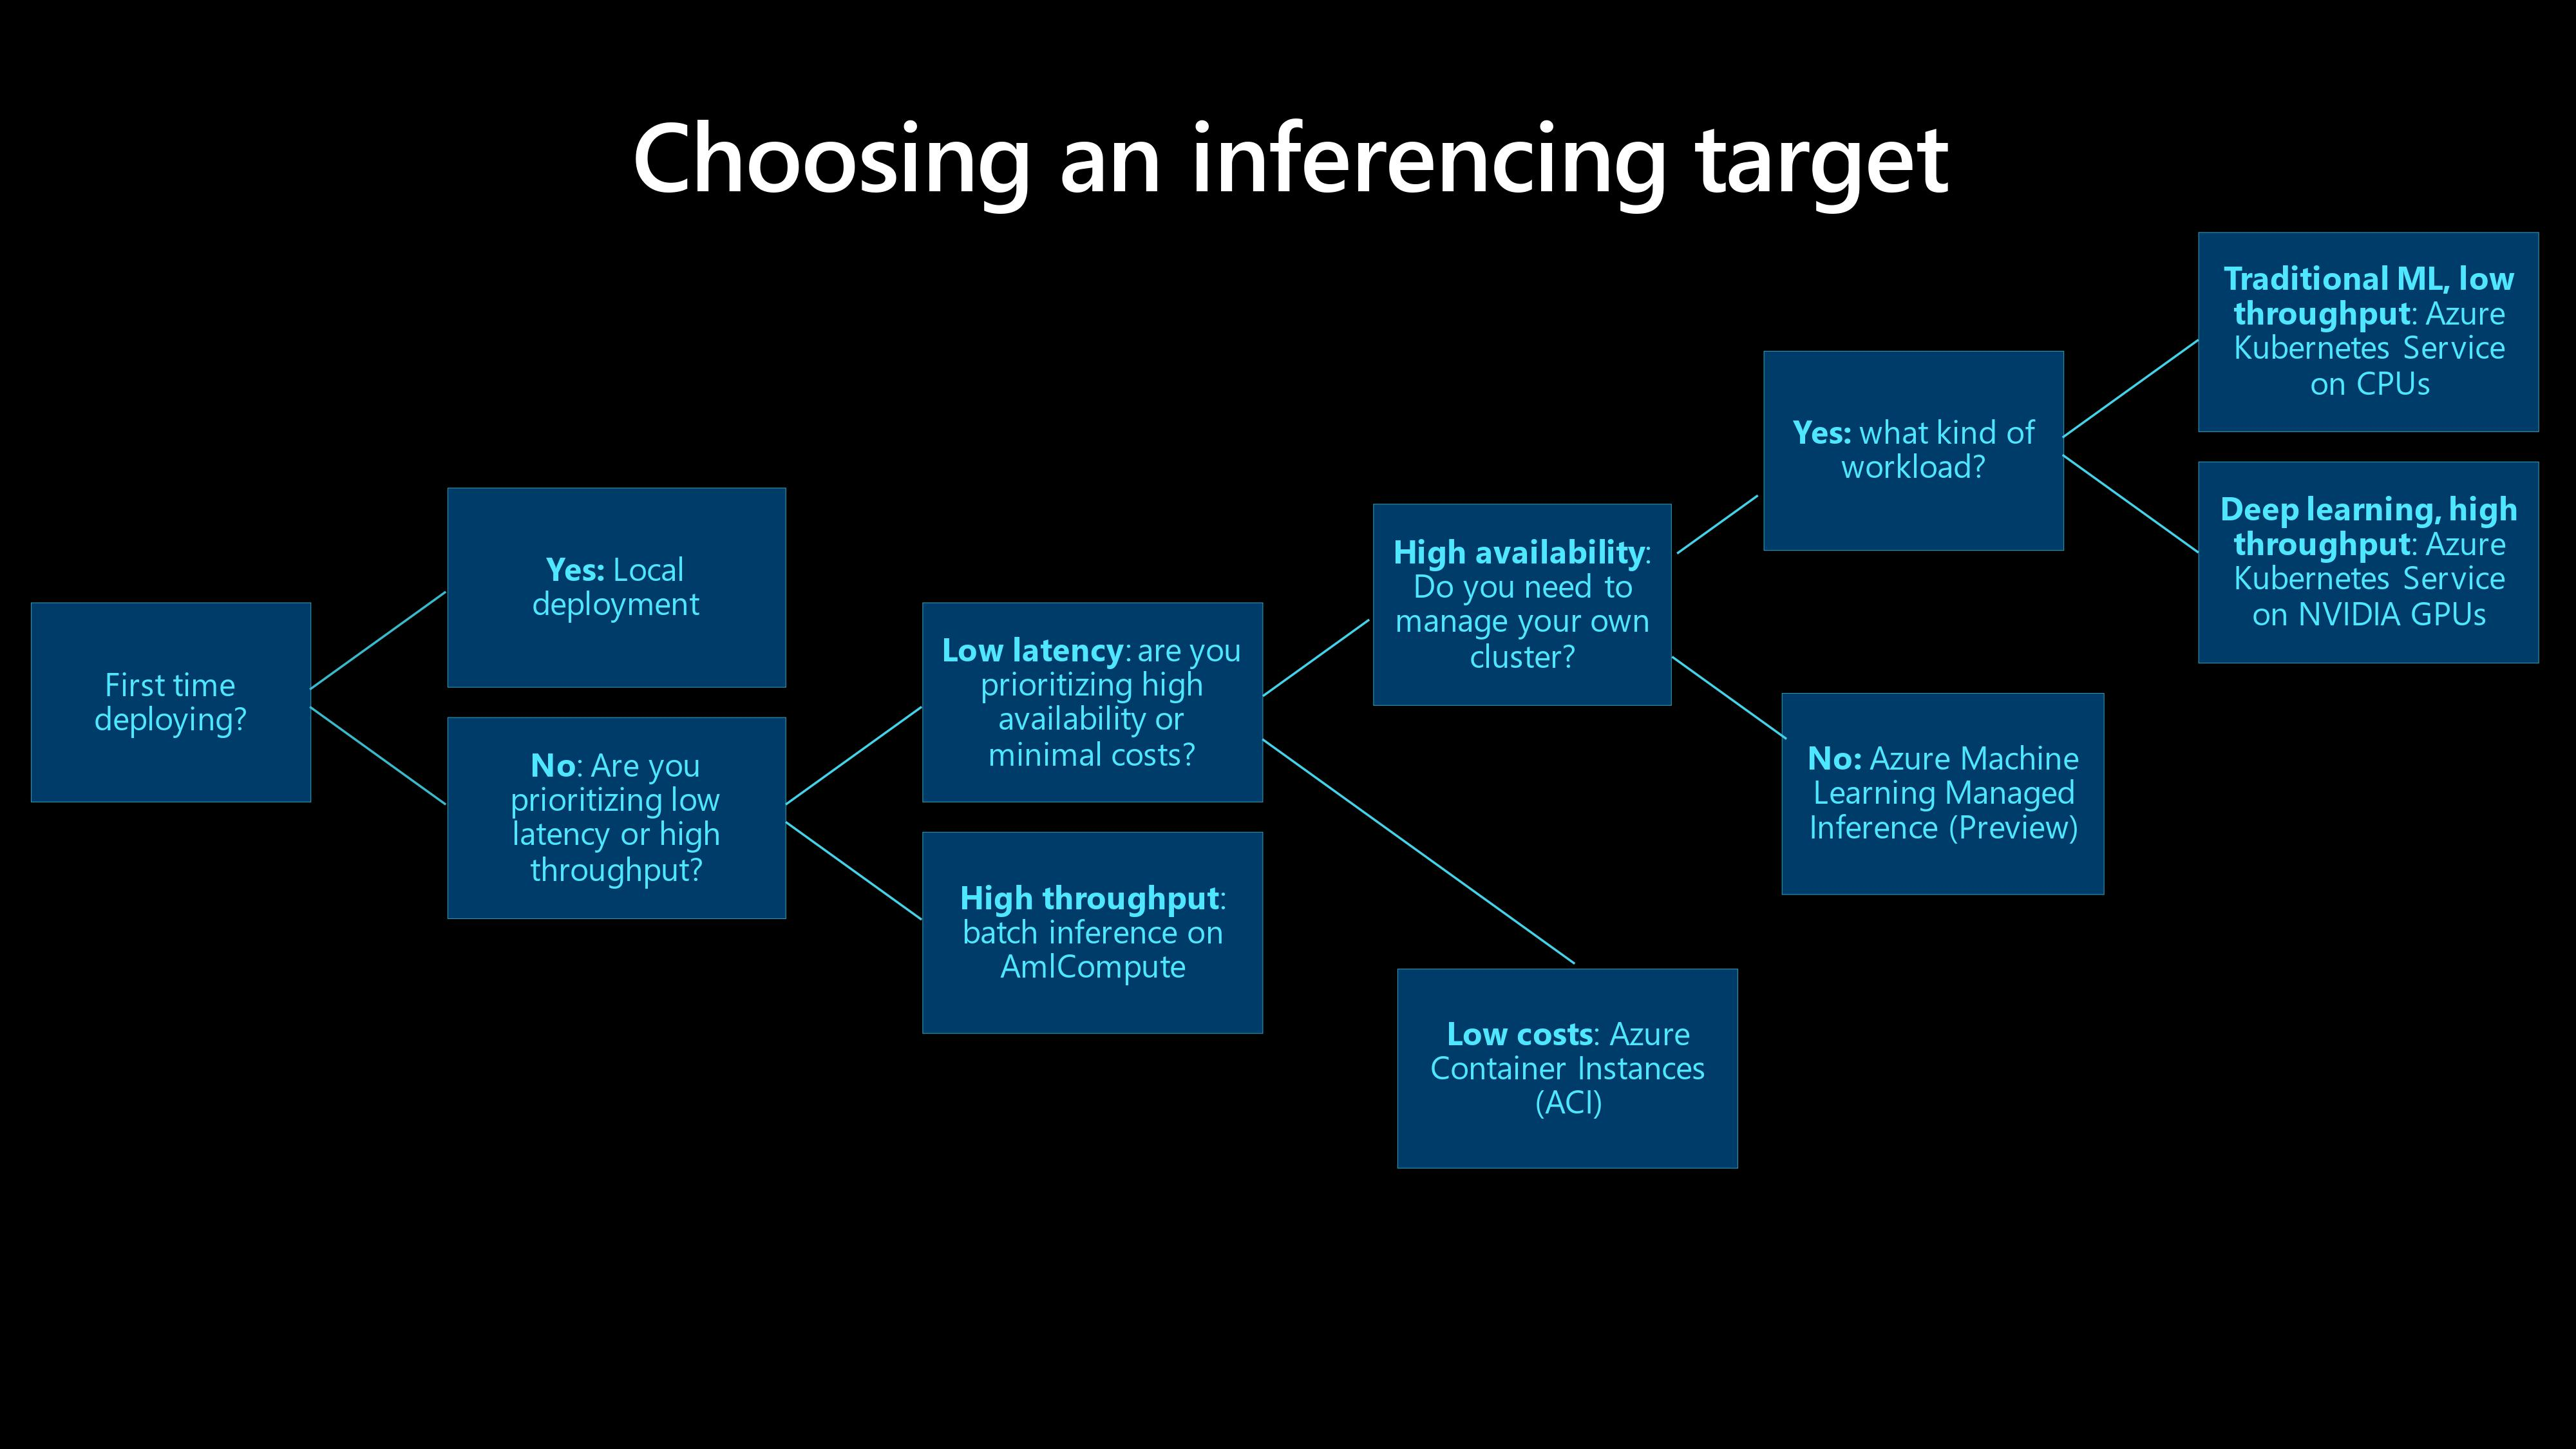 Choosing an inferencing target
First time
deploying?
Yes: Local
deployment
No: Are you
prioritizing low
latency or high
throughput?
Low latency: are you
prioritizing high
availability or
minimal costs?
High throughput:
batch inference on
AmlCompute
High availability:
Do you need to
manage your own
cluster?
Low costs: Azure
Container Instances
(ACI)
Yes: what kind of
workload?
No: Azure Machine
Learning Managed
Inference (Preview)
Traditional ML, low
throughput: Azure
Kubernetes Service
on CPUs
Deep learning, high
throughput: Azure
Kubernetes Service
on NVIDIA GPUs